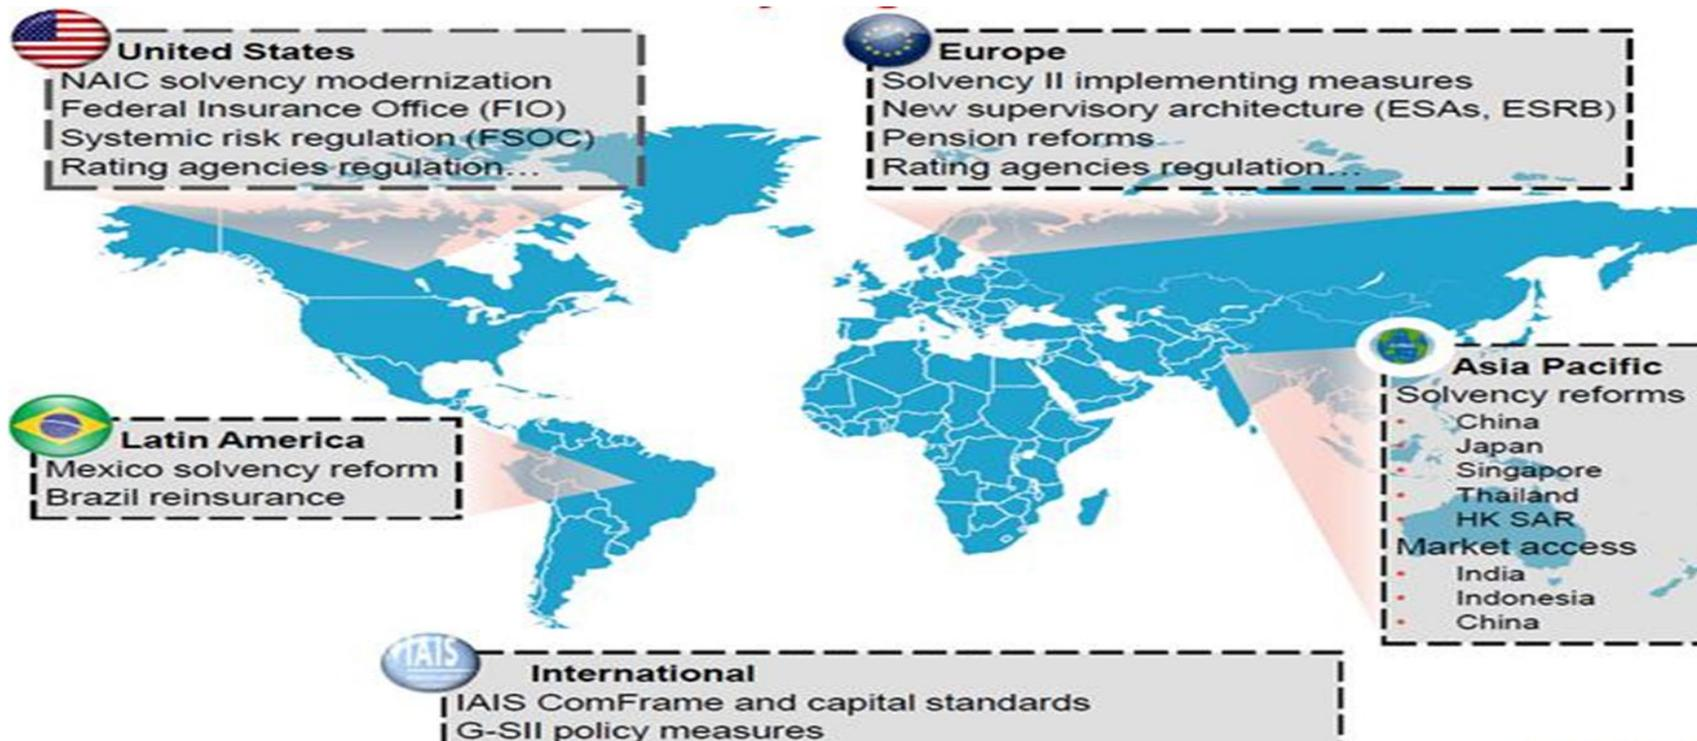 United States
NAIC solvency modernization
Federal Insurance Office (FIO)
Systemic risk regulation (FSOC)
Rating agencies regulation…
Europe
Solvency II implementing measures
New supervisory architecture (ESAs, ESRB)
Pension reforms
Rating agencies regulation…
Latin America
Mexico solvency reform
Brazil reinsurance
Asia Pacific
Solvency reforms
• China
• Japan
• Singapore
• Thailand
• HK SAR
Market access
• India
• Indonesia
• China
IAIS
International
IAIS ComFrame and capital standards
G-SII policy measures